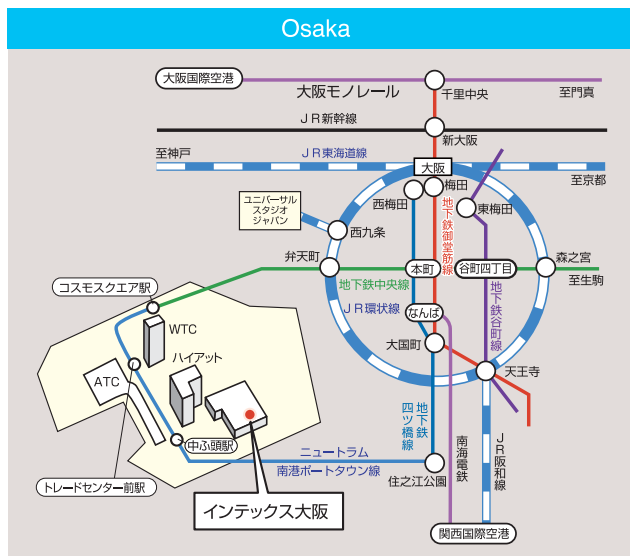 Osaka
大阪国際空港
大阪モノレール
千里中央
至門真
JR新幹線
新大阪
至神戸
JR東海道線
大阪
至京都
ユニバーサル
スタジオ
ジャパン
西梅田
梅田
東梅田
地下鉄御堂筋線
西九条
弁天町
本町
谷町四丁目
森之宮
至生駒
地下鉄中央線
地下鉄谷町線
コスモスクエア駅
JR環状線
なんば
WTC
大国町
ハイアット
天王寺
ATC
地下鉄
四ツ橋線
中ふ頭駅
ニュートラム
南港ポートタウン線
南海電鉄
JR阪和線
住之江公園
トレードセンター前駅
インテックス大阪
関西国際空港